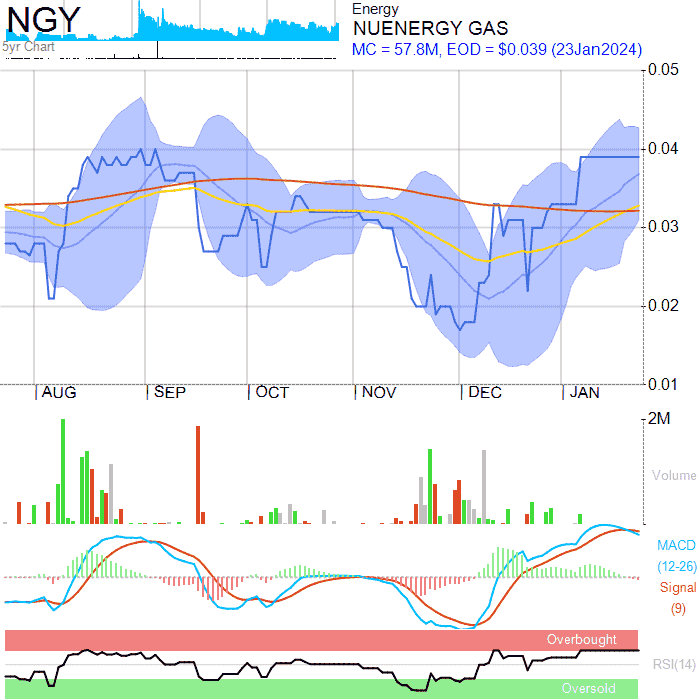 NGY
5yr Chart
Energy
NUENERGY GAS
MC = 57.8M, EOD = $0.039 (23Jan2024)
0.05
0.04
0.03
0.02
0.01
AUG SEP OCT NOV DEC JAN
2M
Volume
MACD
(12-26)
Signal
(9)
Overbought
RSI(14)
Oversold